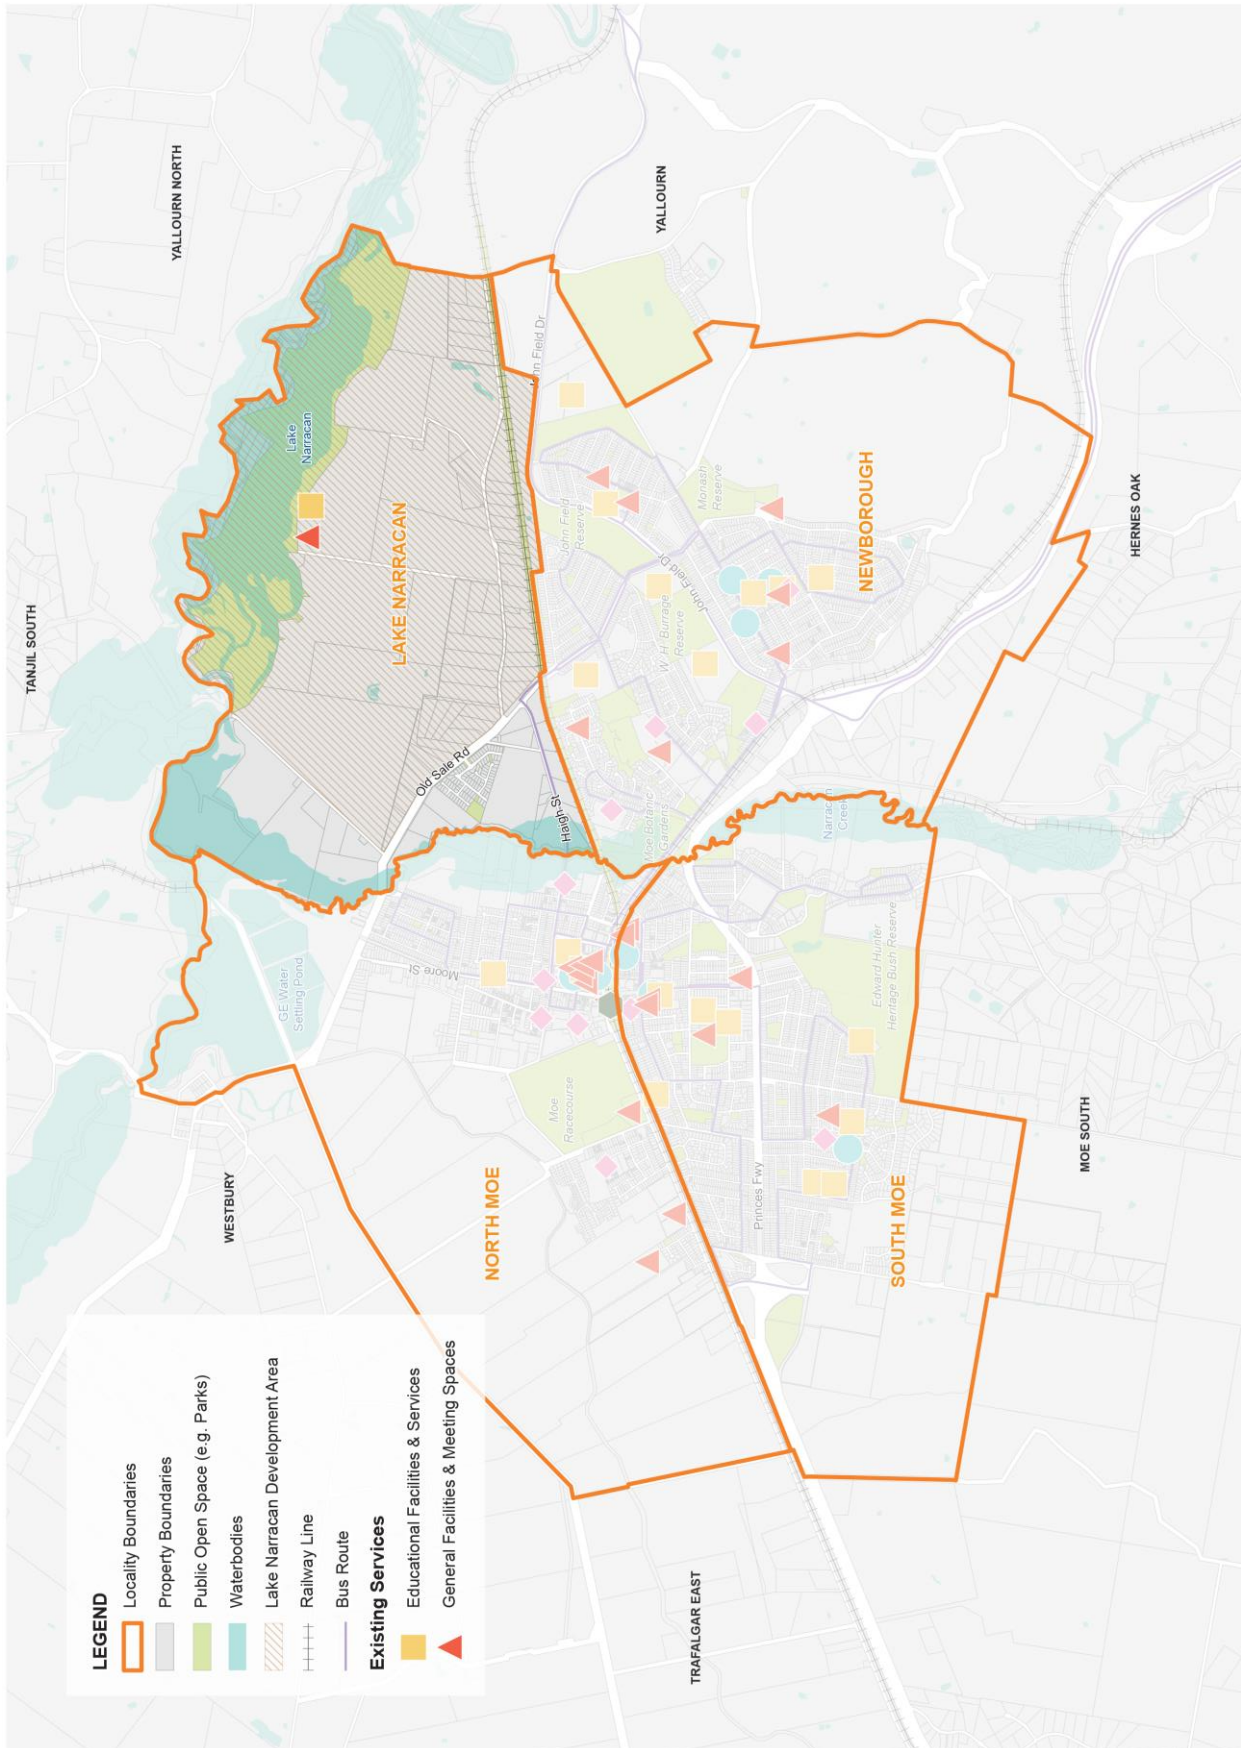 LEGEND
Locality Boundaries
Property Boundaries
Public Open Space (e.g. Parks)
Waterbodies
Lake Narracan Development Area
Railway Line
Bus Route
Existing Services
Educational Facilities & Services
General Facilities & Meeting Spaces
TANJIL SOUTH
YALLOURN NORTH
WESTBURY
Lake
Narracan
LAKE NARRACAN
GE Water
Settling Pond
Old Sale Rd
Haigh St
Moore St
John Field Dr
YALLOURN
NORTH MOE
Moe
Racecourse
John Field
Reserve
Moe Botanic
Gardens
W. H. Burrage
Reserve
John Field Dr
Monash
Reserve
TRAFALGAR EAST
Princes Fwy
Narracan
Creek
NEWBOROUGH
SOUTH MOE
Edward Hunter
Heritage Bush Reserve
MOE SOUTH
HERNES OAK